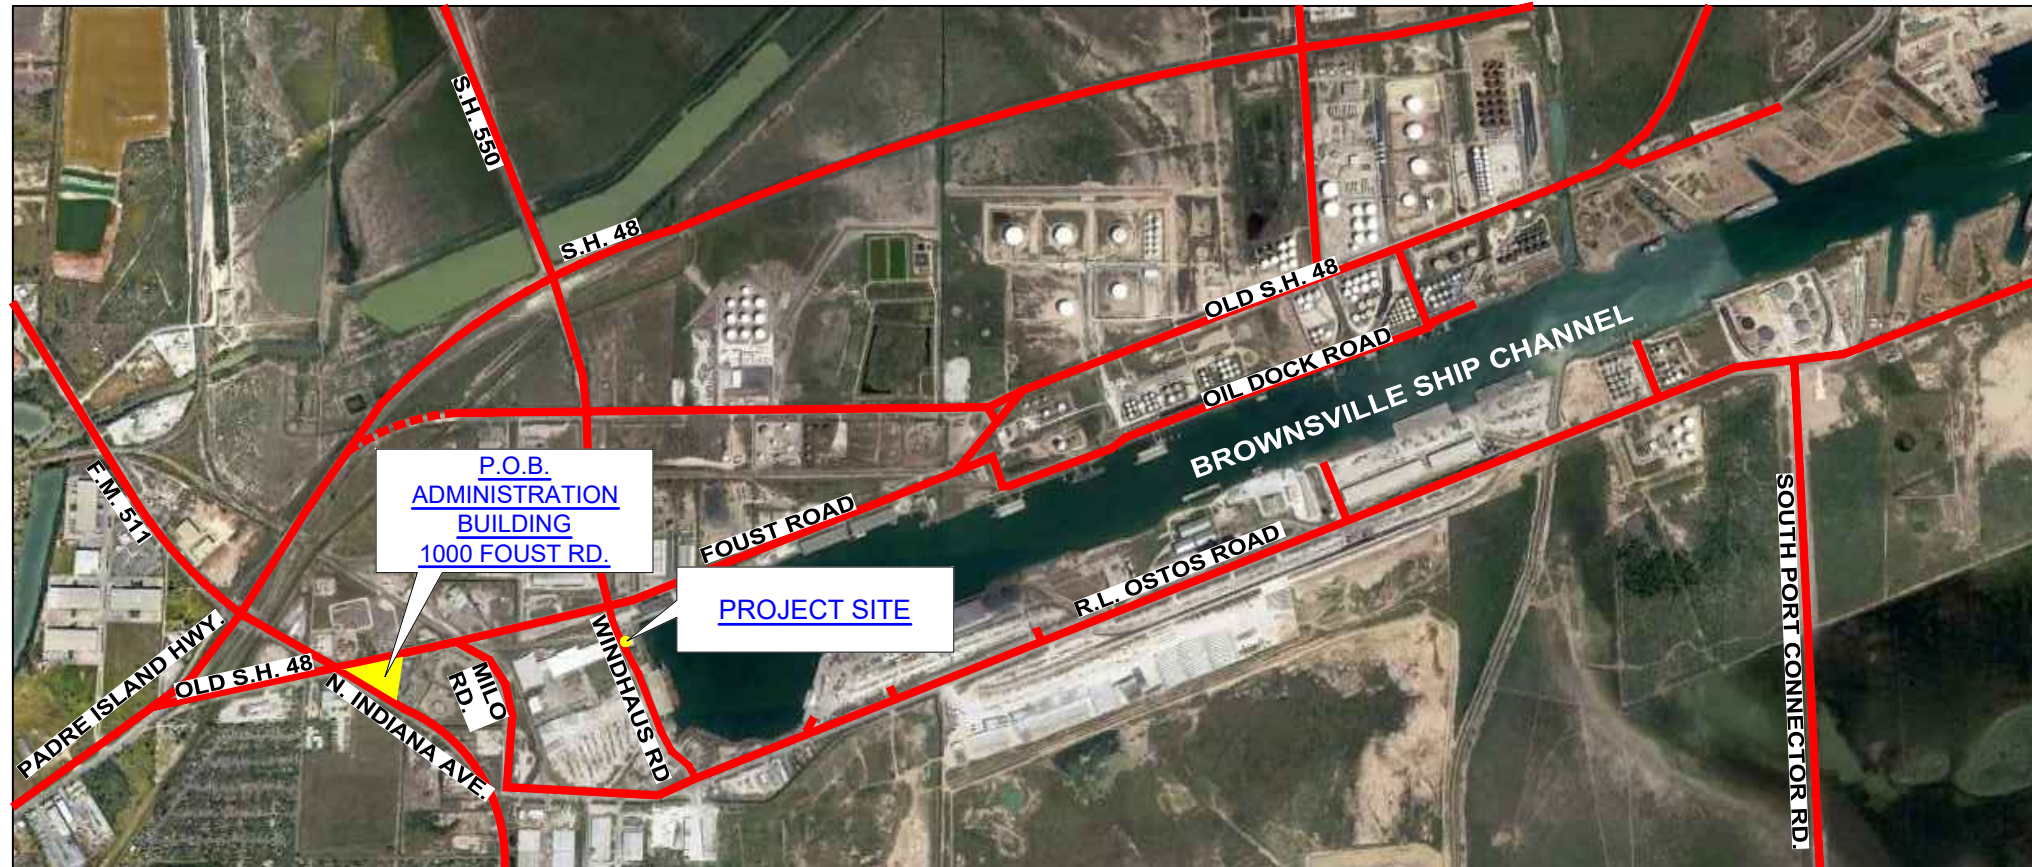 S.H. 550
S.H. 48
OLD S.H. 48
OIL DOCK ROAD
BROWNSVILLE SHIP CHANNEL
F.M. 511
P.O.B.
ADMINISTRATION
BUILDING
1000 FOUST RD.
FOUST ROAD
PROJECT SITE
R.L. OSTOS ROAD
SOUTH PORT CONNECTOR RD.
PADRE ISLAND HWY.
OLD S.H. 48
N. INDIANA AVE.
MILO
RD.
WINDHAUS RD